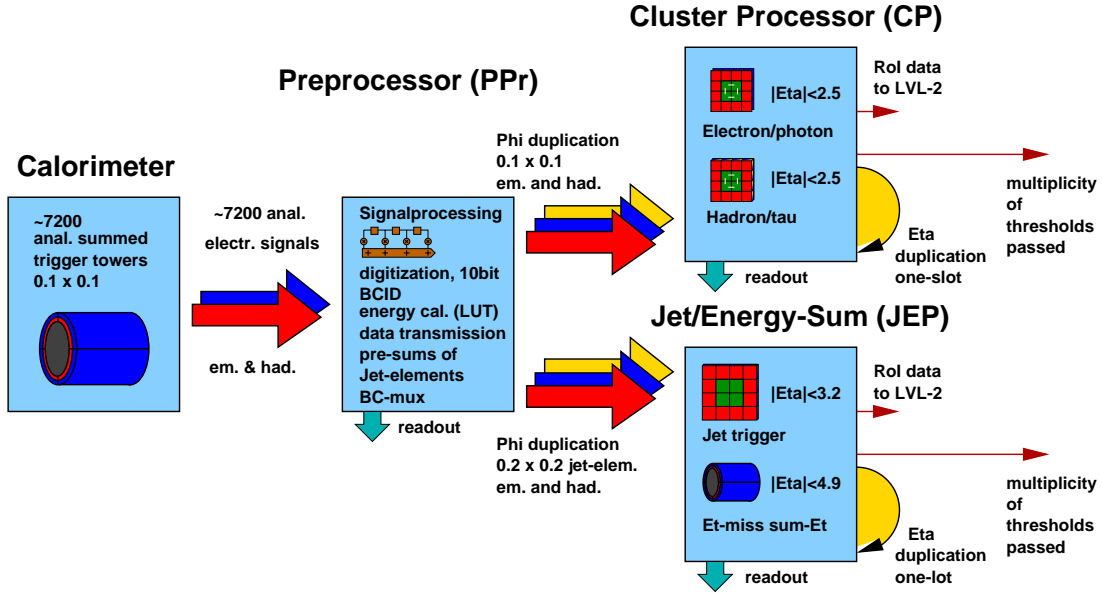 Cluster Processor (CP)
Preprocessor (PPr)
Calorimeter
~7200
anal. summed
trigger towers
0.1 x 0.1
~7200 anal.
electr. signals
em. & had.
Signalprocessing
digitization, 10bit
BCID
energy cal. (LUT)
data transmission
pre-sums of
Jet-elements
BC-mux
readout
Phi duplication
0.1 x 0.1
em. and had.
|Eta|<2.5
Electron/photon
|Eta|<2.5
Hadron/tau
readout
RoI data
to LVL-2
multiplicity
of
thresholds
passed
Eta
duplication
one-slot
Jet/Energy-Sum (JEP)
Phi duplication
0.2 x 0.2 jet-elem.
em. and had.
|Eta|<3.2
Jet trigger
|Eta|<4.9
Et-miss sum-Et
readout
RoI data
to LVL-2
multiplicity
of
thresholds
passed
Eta
duplication
one-lot